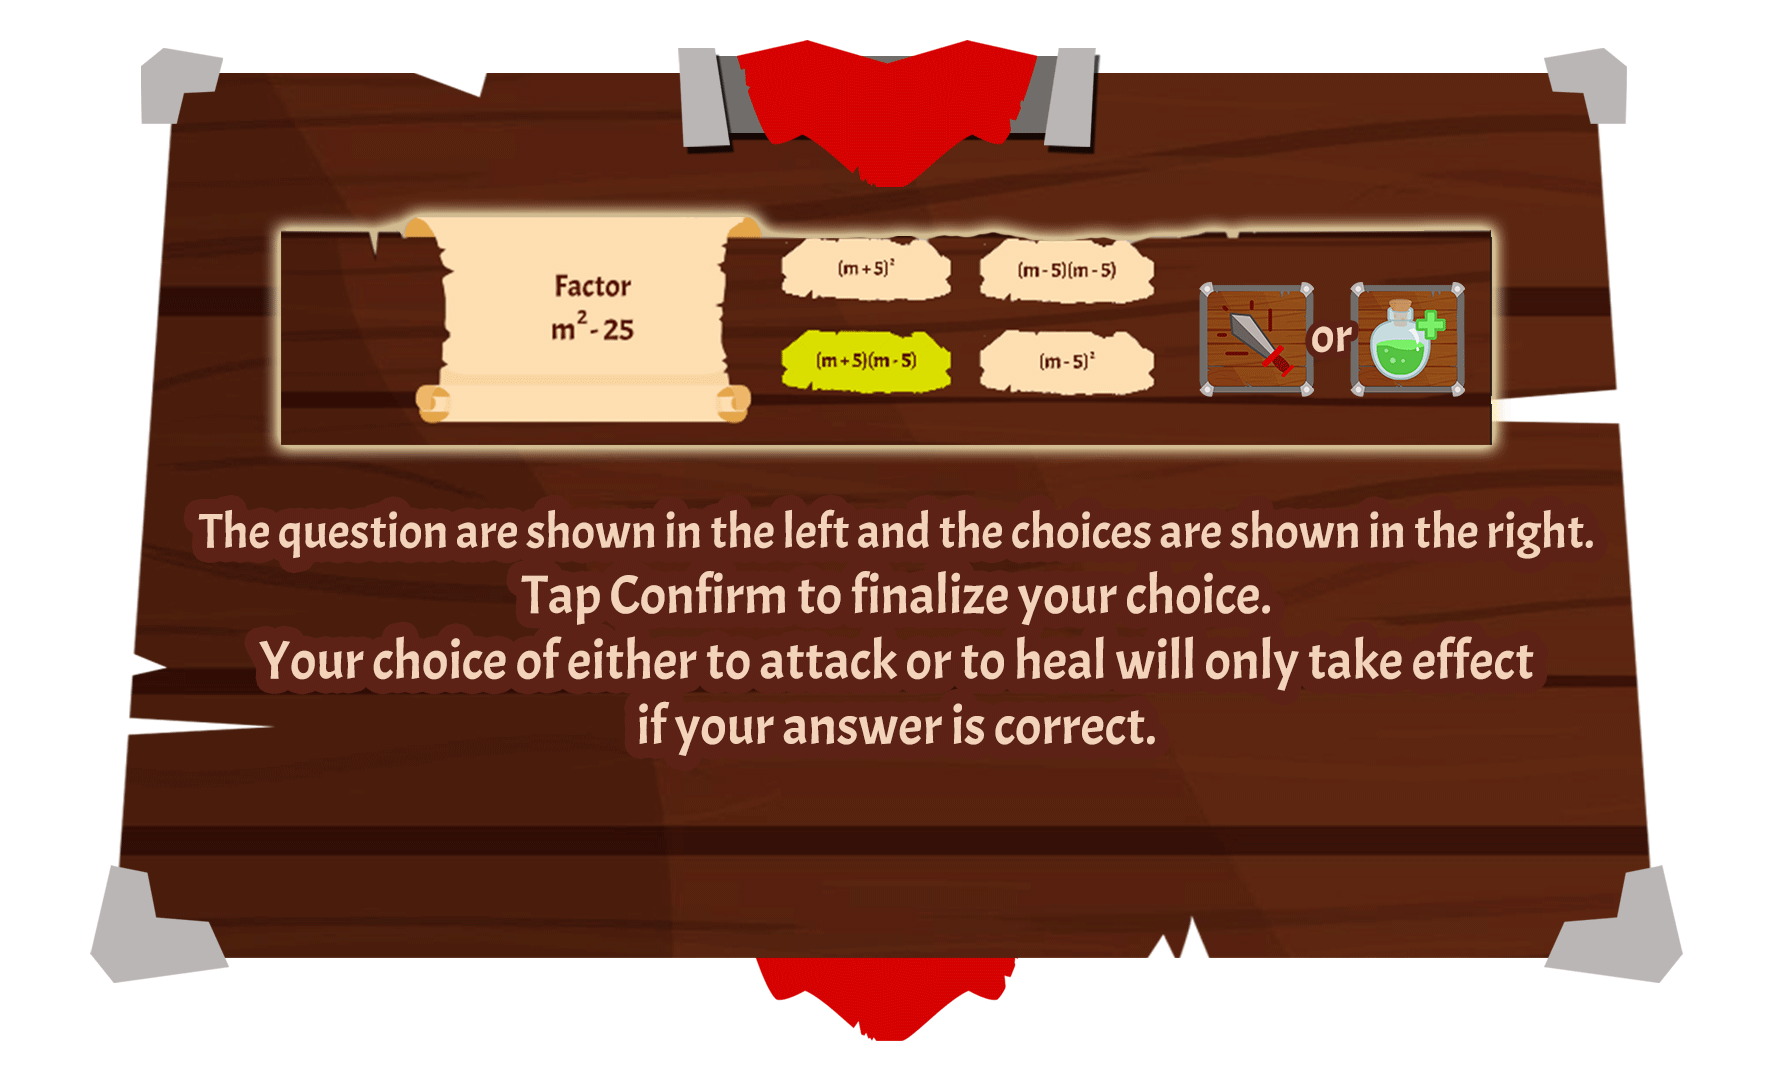 Factor
m² - 25
(m + 5)²
(m - 5)(m - 5)
(m + 5)(m - 5)
(m - 5)²
or
The question are shown in the left and the choices are shown in the right.
Tap Confirm to finalize your choice.
Your choice of either to attack or to heal will only take effect
if your answer is correct.